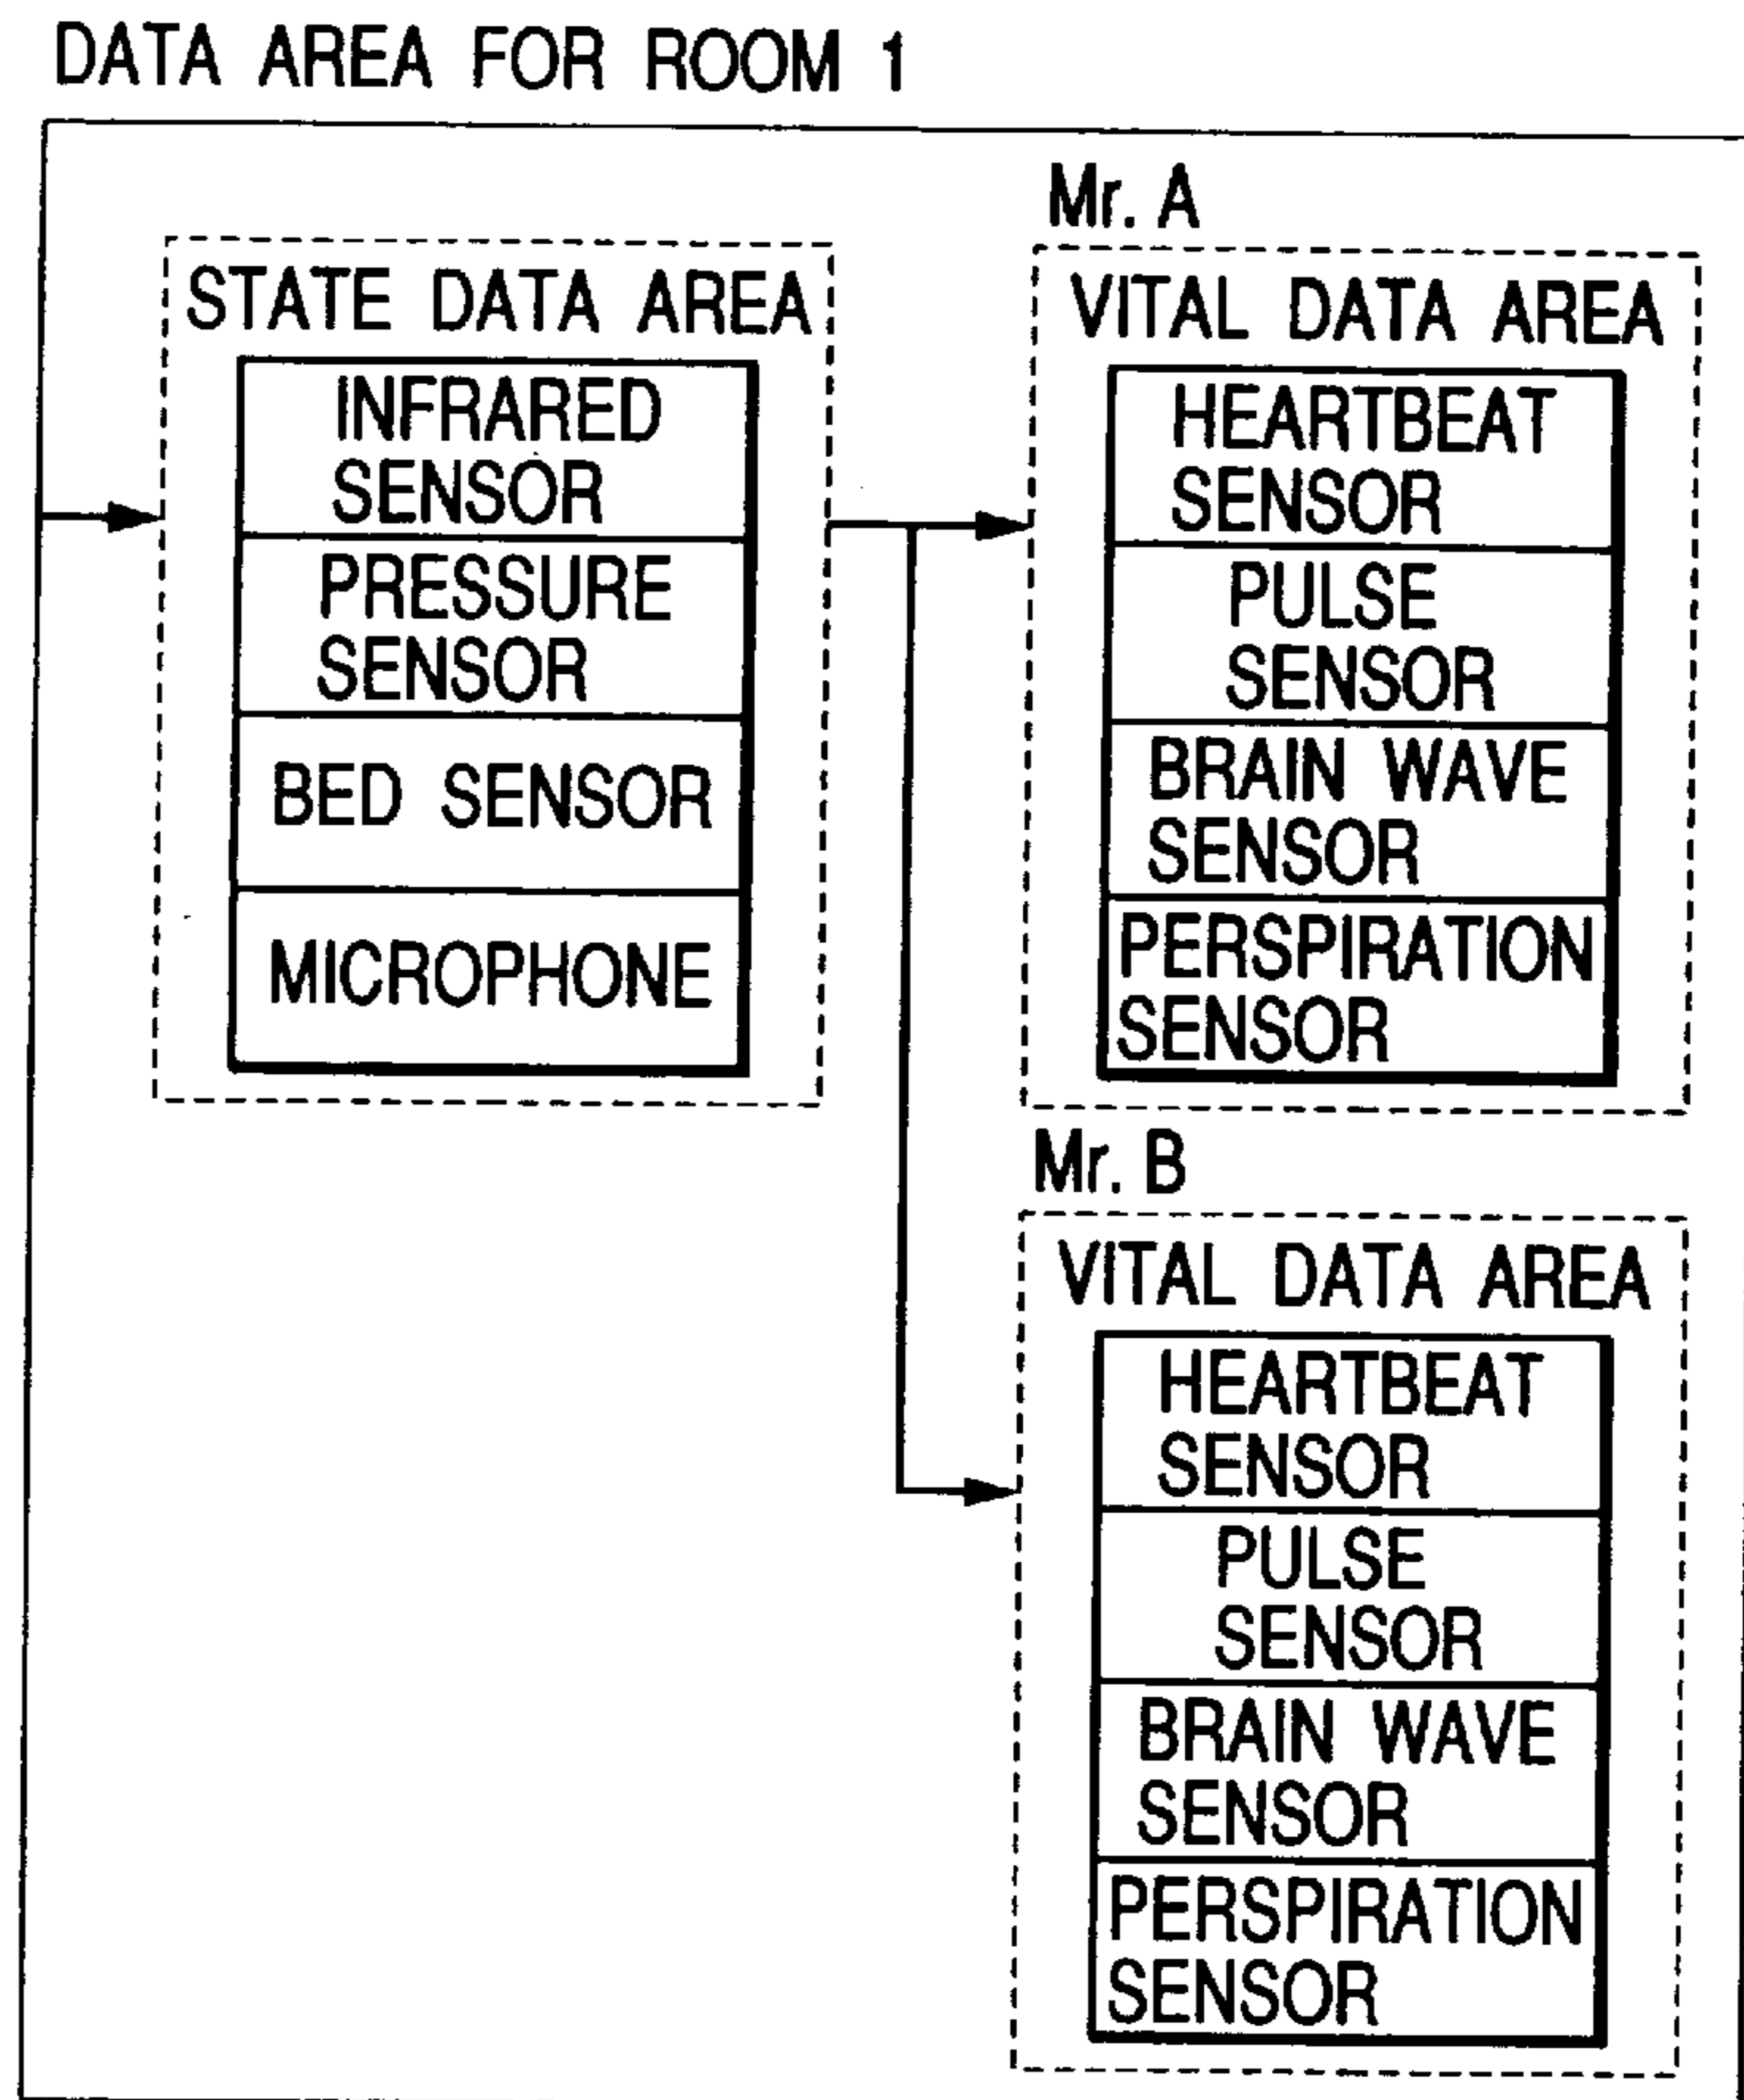 DATA AREA FOR ROOM 1
STATE DATA AREA
INFRARED
SENSOR
PRESSURE
SENSOR
BED SENSOR
MICROPHONE
Mr. A
VITAL DATA AREA
HEARTBEAT
SENSOR
PULSE
SENSOR
BRAIN WAVE
SENSOR
PERSPIRATION
SENSOR
Mr. B
VITAL DATA AREA
HEARTBEAT
SENSOR
PULSE
SENSOR
BRAIN WAVE
SENSOR
PERSPIRATION
SENSOR